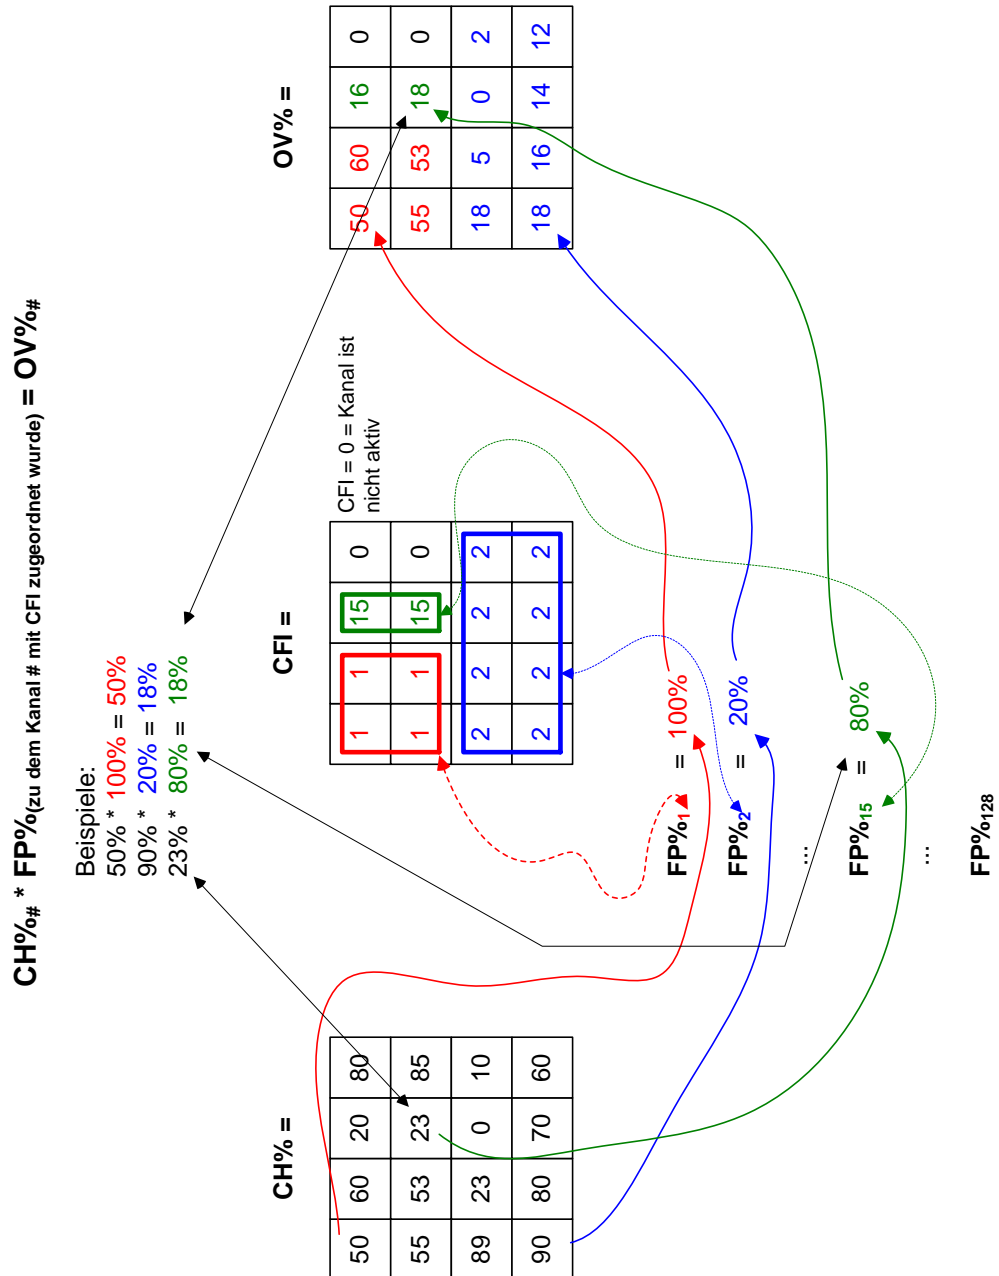 CH%# * FP%(zu dem Kanal # mit CFI zugeordnet wurde) = OV%#
Beispiele:
50% * 100% = 50%
90% * 20% = 18%
23% * 80% = 18%
CH% =
50 60 20 80
55 53 23 85
89 23 0 10
90 80 70 60
CFI =
1 1 15 0
1 1 15 0
2 2 2 2
2 2 2 2
CFI = 0 = Kanal ist
nicht aktiv
OV% =
50 60 16 0
55 53 18 0
18 5 0 2
18 16 14 12
FP%1 = 100%
FP%2 = 20%
...
FP%15 = 80%
...
FP%128